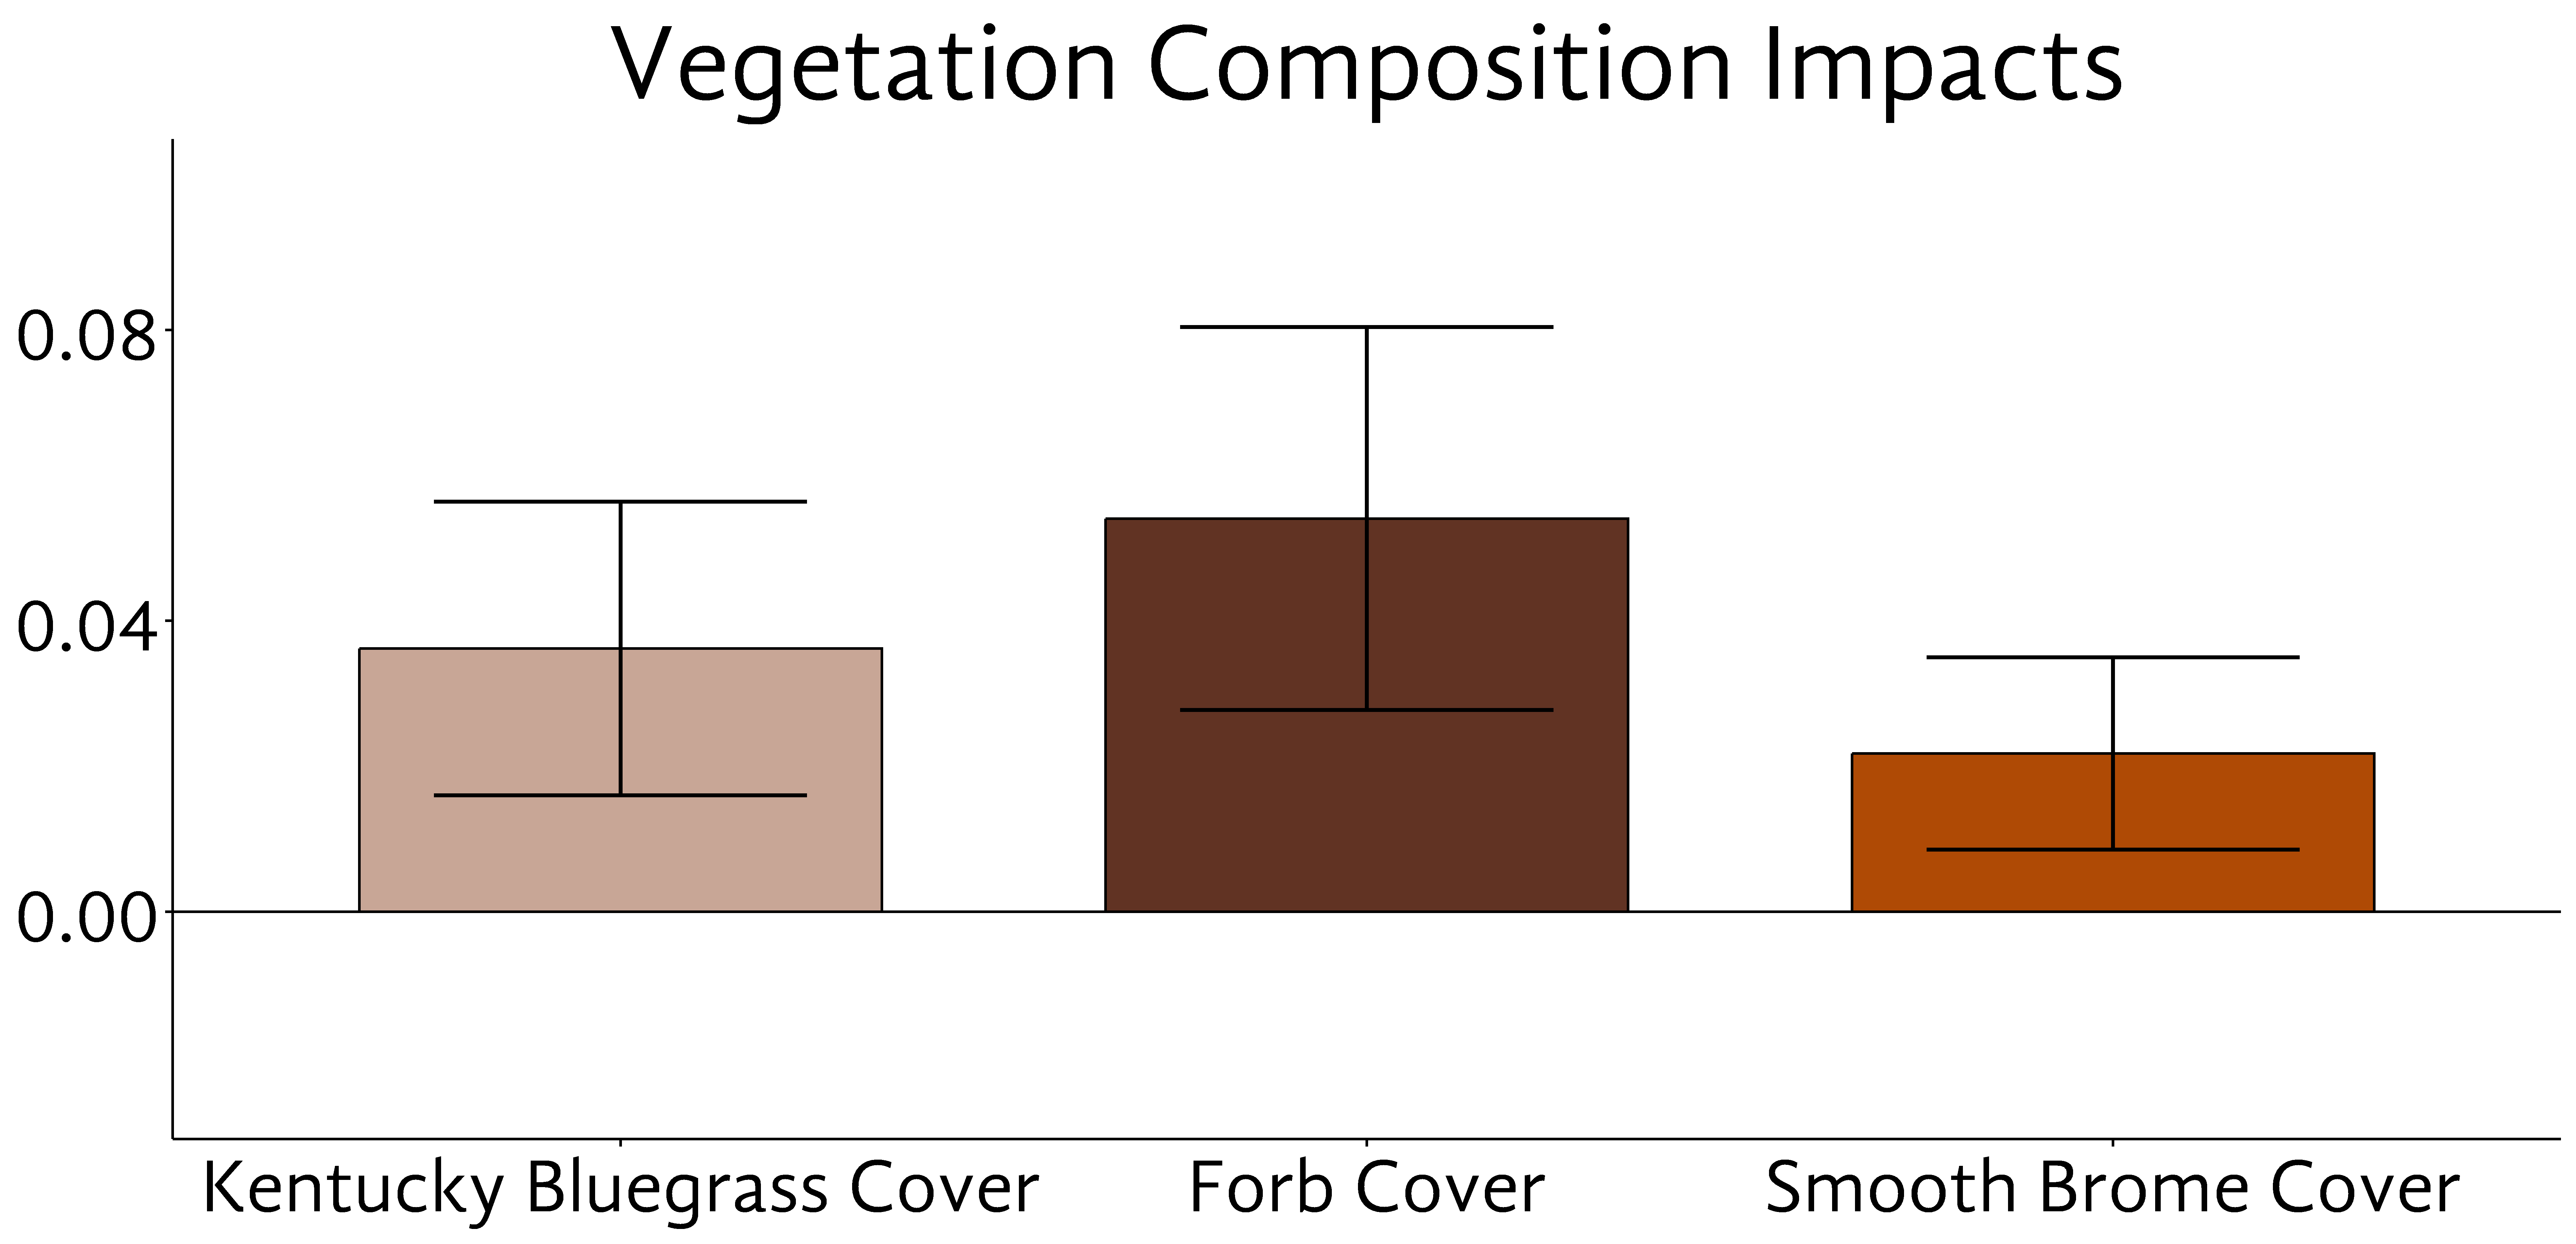 Vegetation Composition Impacts
0.08
0.04
0.00
Kentucky Bluegrass Cover Forb Cover Smooth Brome Cover